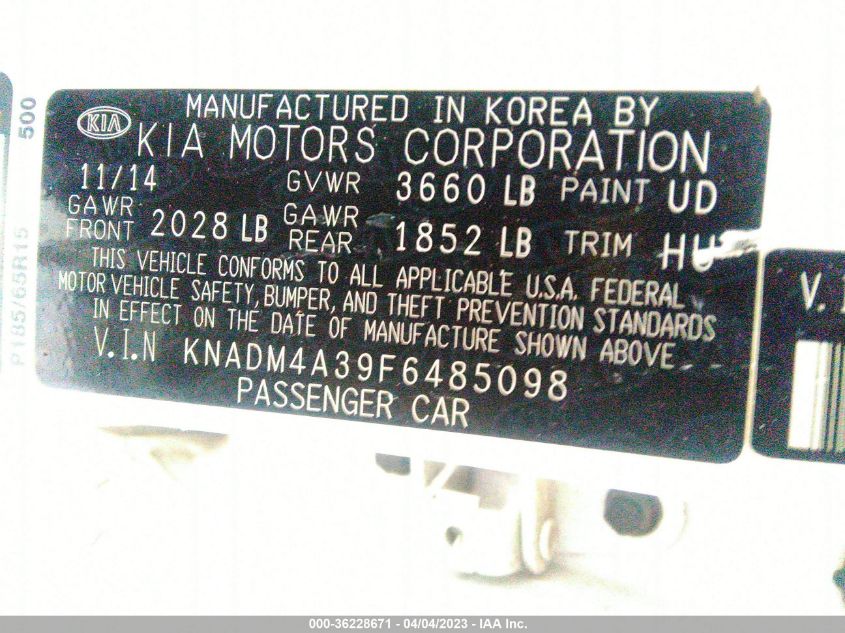 500
P185/65R15
KIA
MANUFACTURED IN KOREA BY
KIA MOTORS CORPORATION
11/14 GVWR 3660 LB PAINT UD
GAWR FRONT 2028 LB GAWR REAR 1852 LB TRIM HU
THIS VEHICLE CONFORMS TO ALL APPLICABLE U.S.A. FEDERAL
MOTOR VEHICLE SAFETY, BUMPER, AND THEFT PREVENTION STANDARDS
IN EFFECT ON THE DATE OF MANUFACTURE SHOWN ABOVE
V.I.N KNADM4A39F6485098
PASSENGER CAR
V.
000-36228671 - 04/04/2023 - IAA Inc.